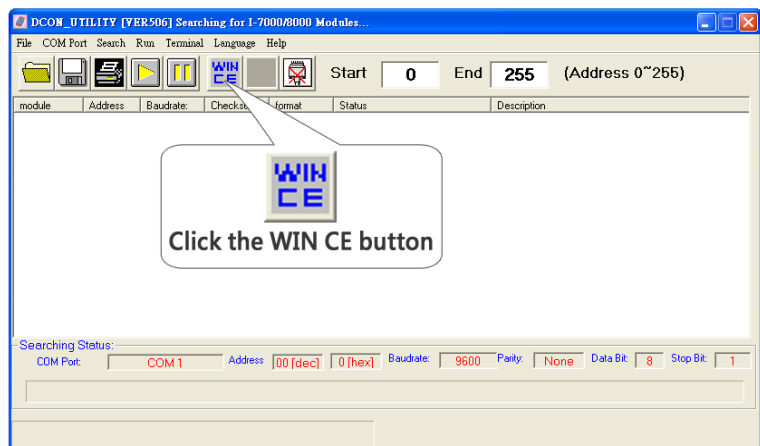 DCON_UTILITY [VER506] Searching for I-7000/8000 Modules...
File COM Port Search Run Terminal Language Help
WIN CE Start 0 End 255 (Address 0~255)
module Address Baudrate: format Status Description
WIN
CE
Click the WIN CE button
Searching Status:
COM Port: COM 1 Address 00 [dec] 0 [hex] Baudrate: 9600 Parity: None Data Bit: 8 Stop Bit: 1